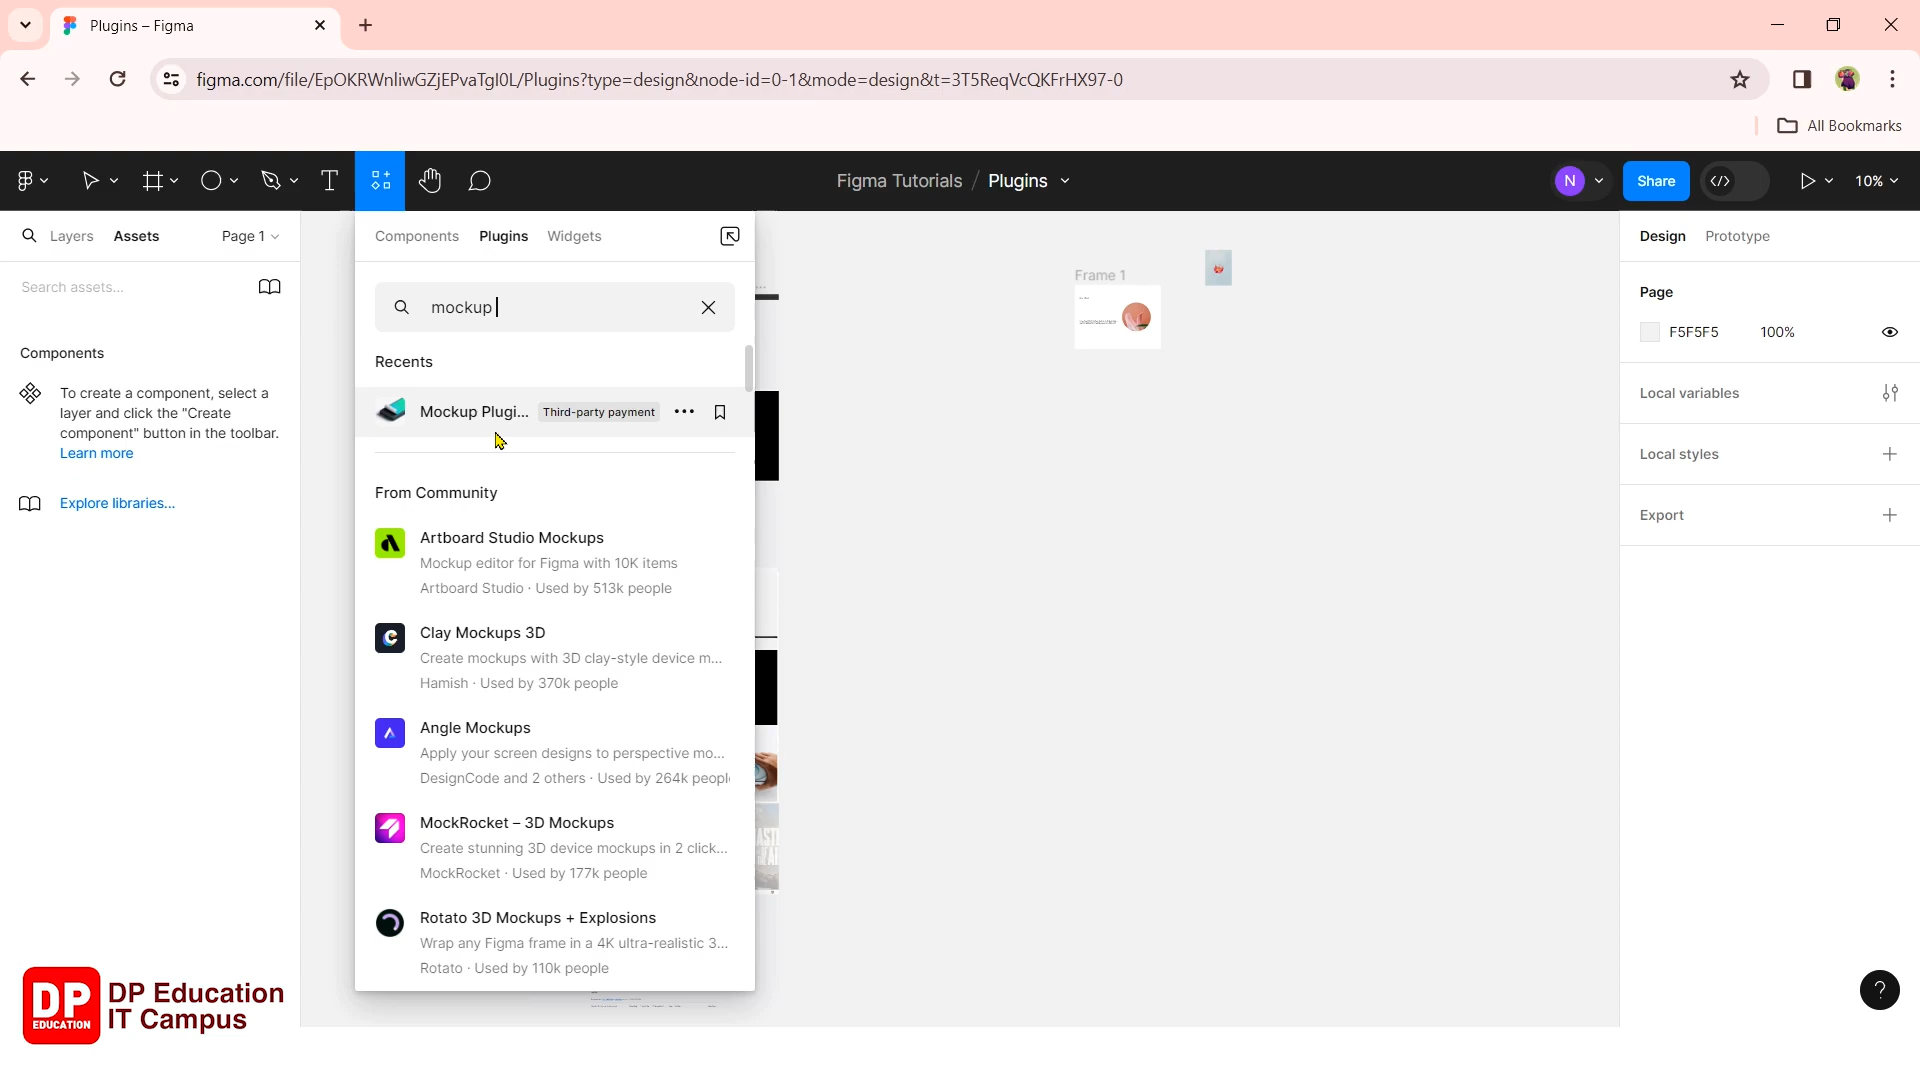 Plugins – Figma
figma.com/file/EpOKRWnliwGZjEPvaTgI0L/Plugins?type=design&node-id=0-1&mode=design&t=3T5ReqVcQKFrHX97-0
All Bookmarks
Figma Tutorials / Plugins
N
Share
10%
Layers
Assets
Page 1
Search assets...
Components
To create a component, select a
layer and click the "Create
component" button in the toolbar.
Learn more
Explore libraries...
Components
Plugins
Widgets
mockup
Recents
Mockup Plugi...
Third-party payment
From Community
Artboard Studio Mockups
Mockup editor for Figma with 10K items
Artboard Studio · Used by 513k people
Clay Mockups 3D
Create mockups with 3D clay-style device m...
Hamish · Used by 370k people
Angle Mockups
Apply your screen designs to perspective mo...
DesignCode and 2 others · Used by 264k peopl
MockRocket – 3D Mockups
Create stunning 3D device mockups in 2 click...
MockRocket · Used by 177k people
Rotato 3D Mockups + Explosions
Wrap any Figma frame in a 4K ultra-realistic 3...
Rotato · Used by 110k people
Frame 1
Design
Prototype
Page
F5F5F5
100%
Local variables
Local styles
Export
?
DP
EDUCATION
DP Education
IT Campus